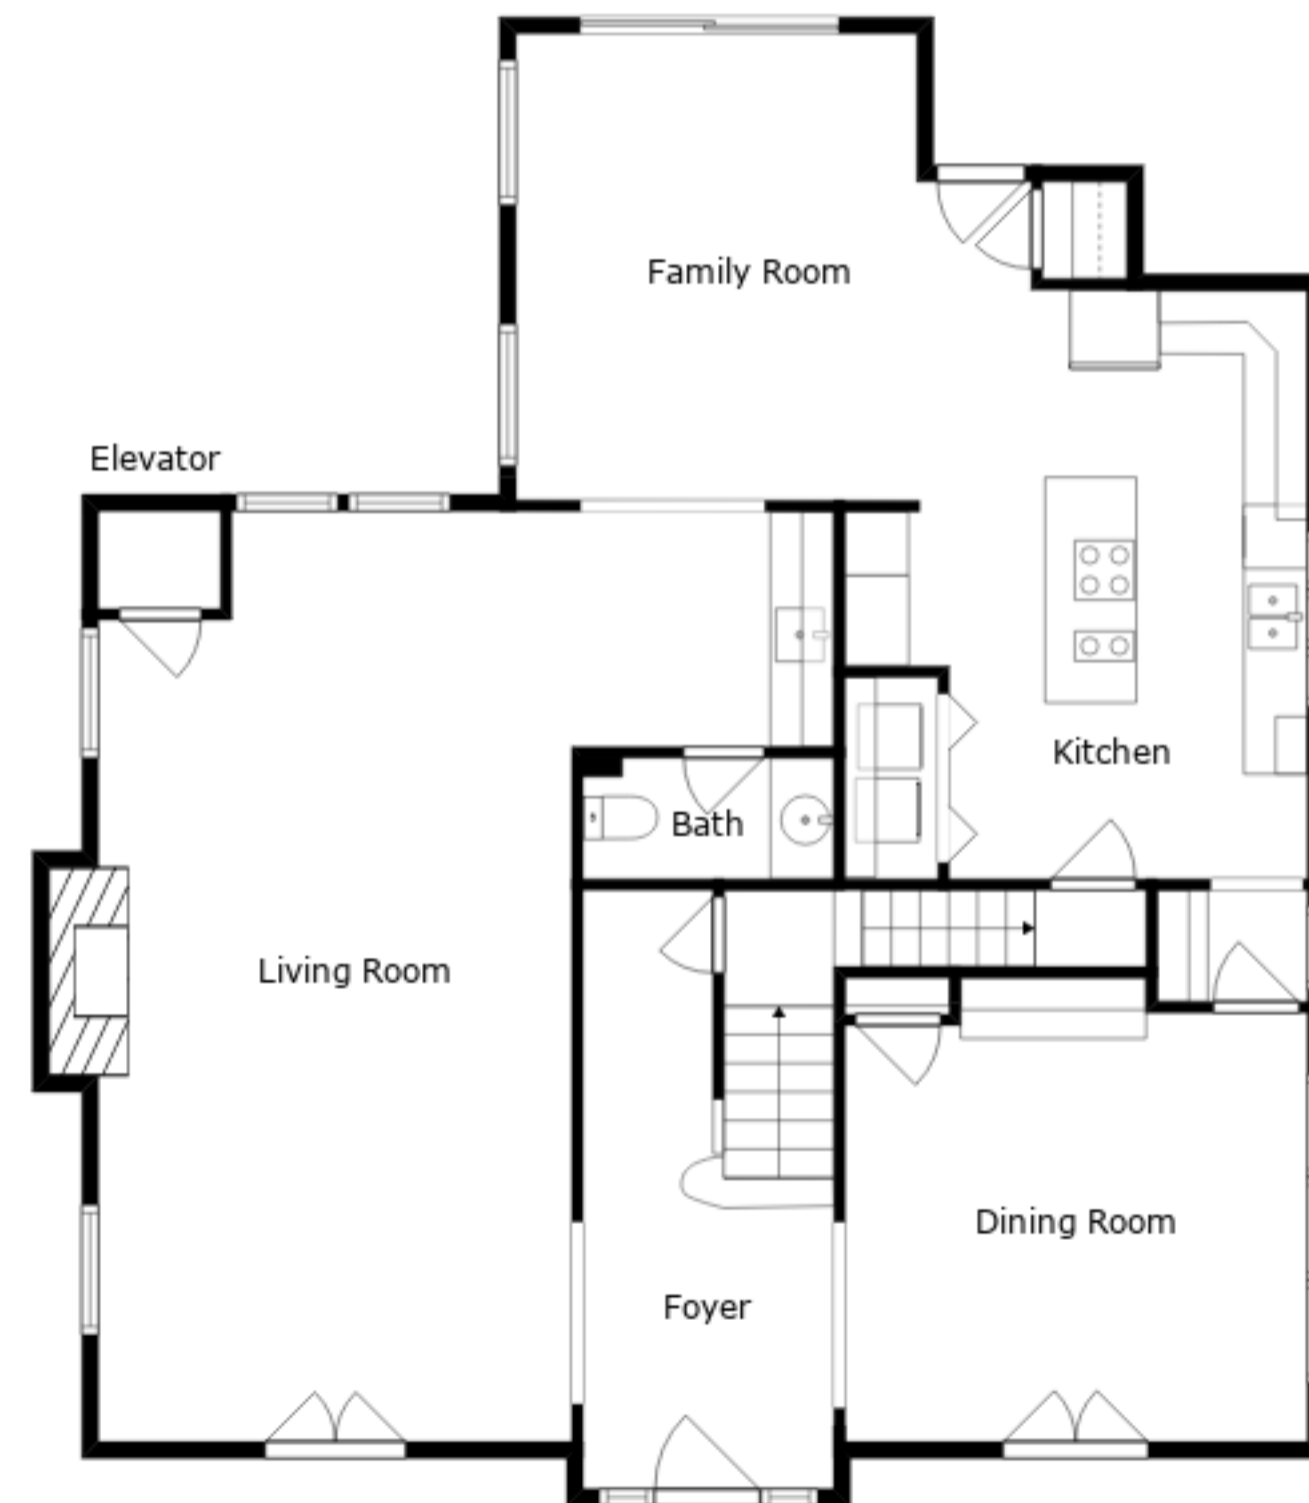 Family Room
Elevator
Kitchen
Bath
Living Room
Dining Room
Foyer